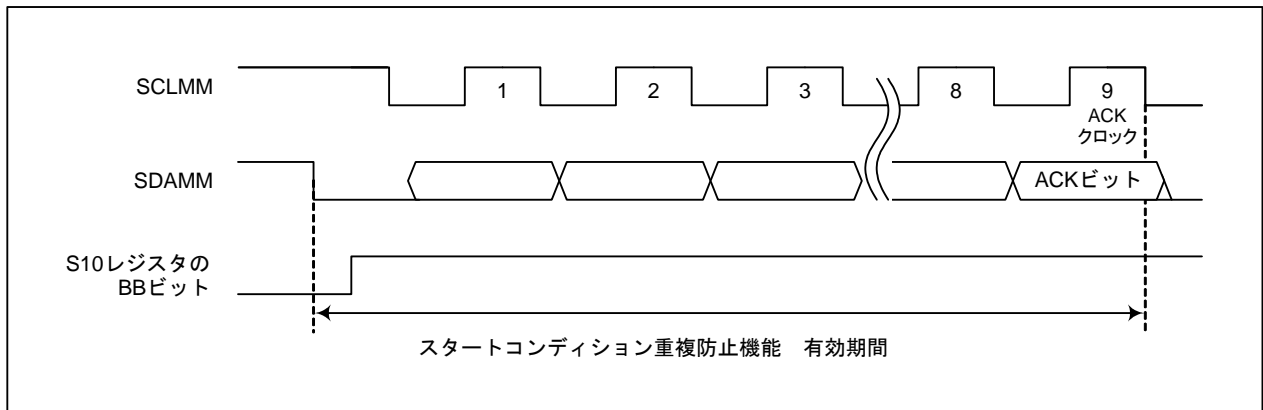 SCLMM
1
2
3
8
9
ACK
クロック
SDAMM
ACKビット
S10レジスタの
BBビット
スタートコンディション重複防止機能　有効期間